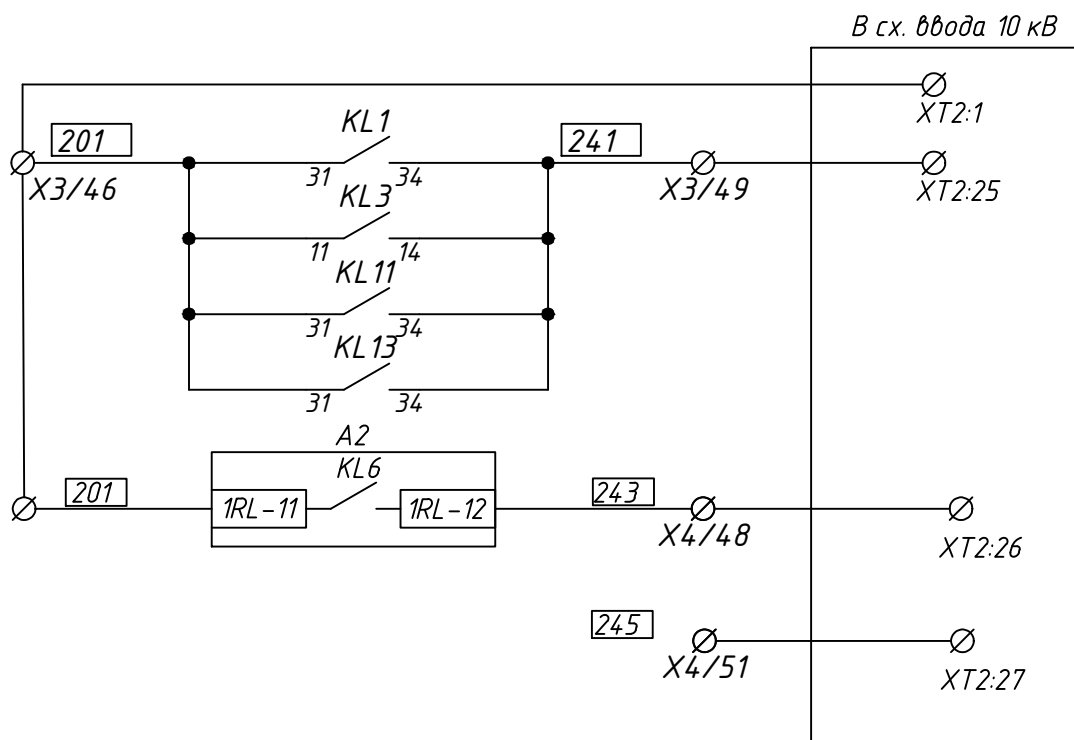 В сх. ввода 10 кВ
XT2:1
201
KL1
241
31
34
X3/46
X3/49
XT2:25
KL3
11
14
KL11
31
34
KL13
31
34
A2
201
1RL-11
KL6
1RL-12
243
X4/48
XT2:26
245
X4/51
XT2:27